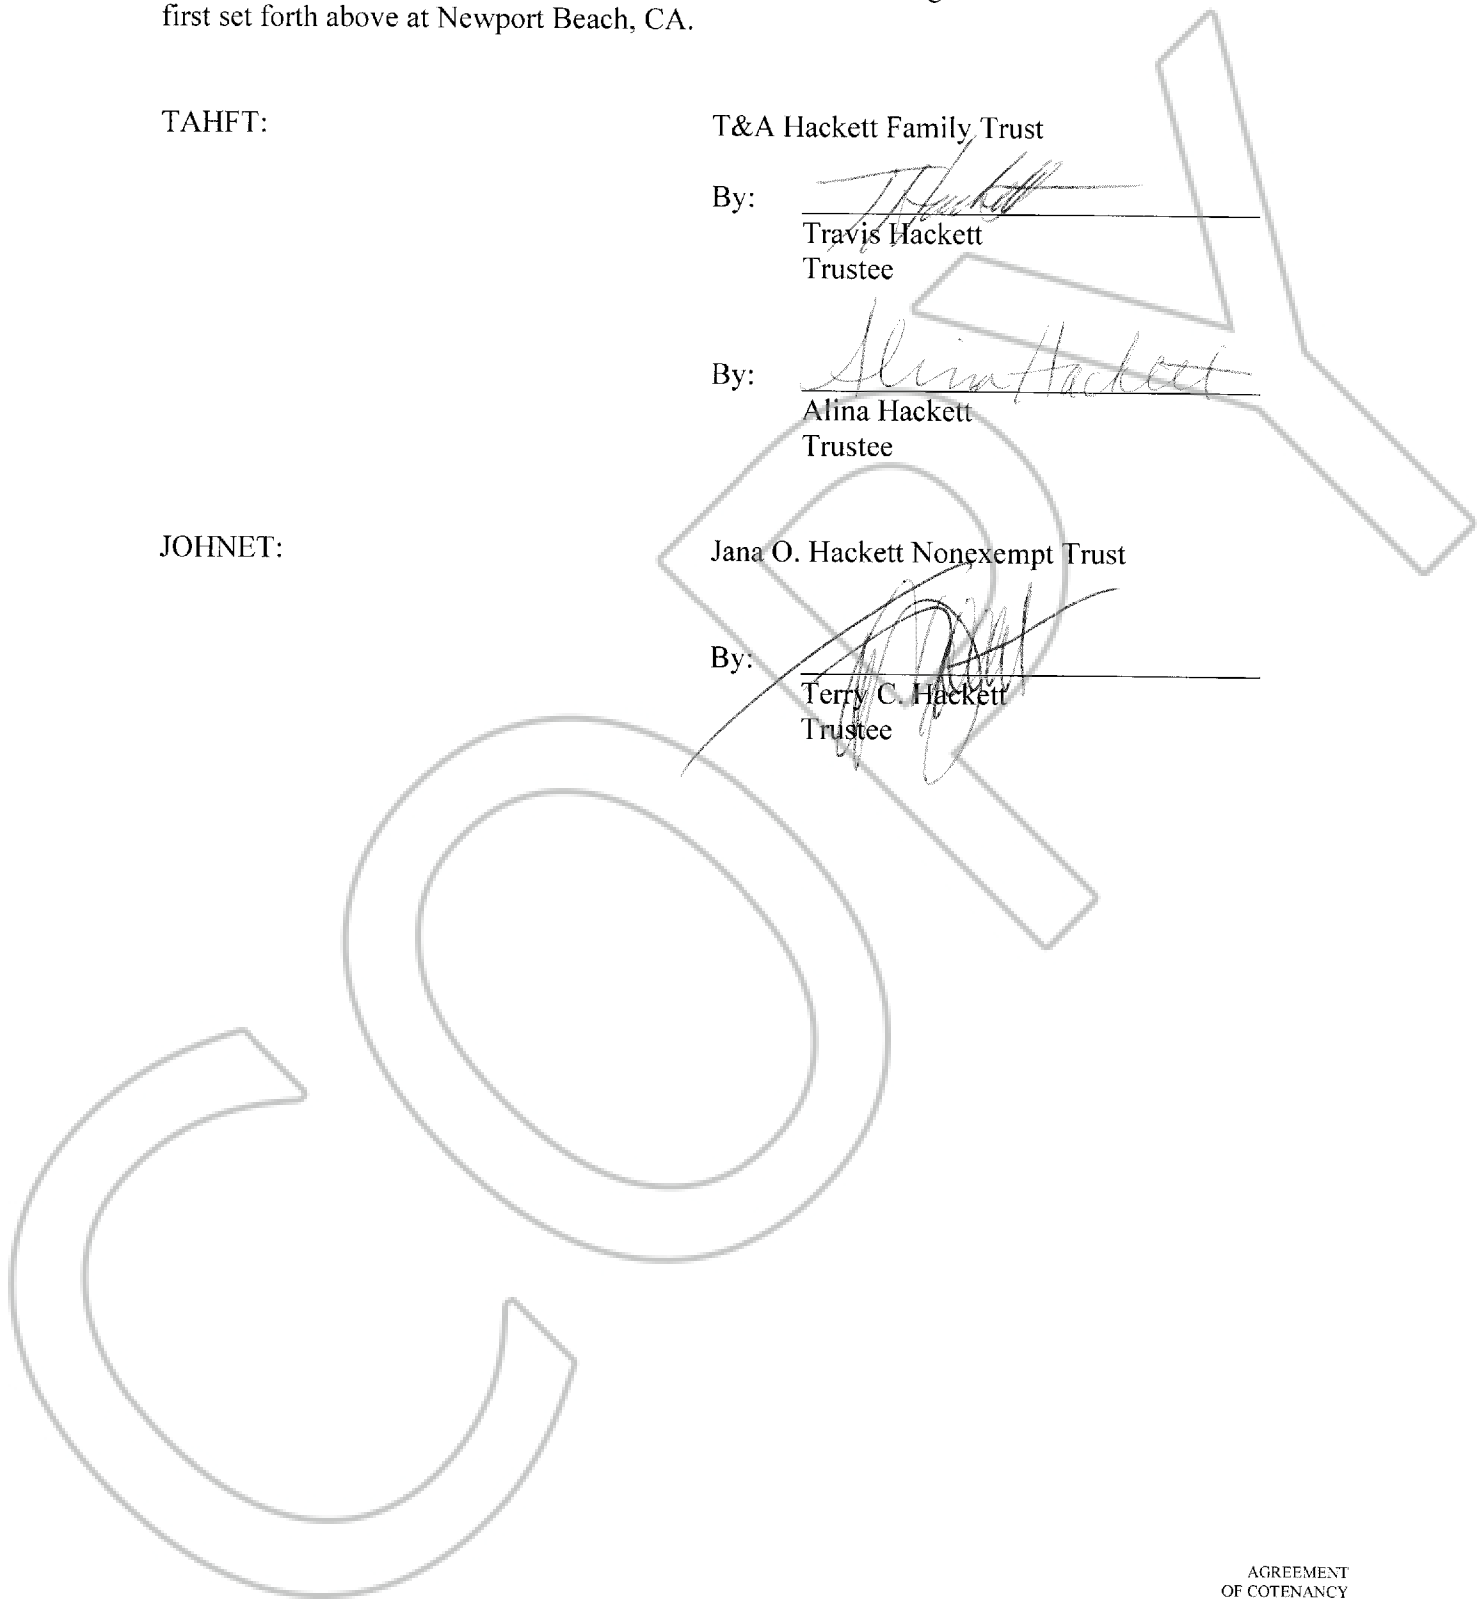 first set forth above at Newport Beach, CA.
TAHFT:
T&A Hackett Family Trust
By:
THackett
Travis Hackett
Trustee
By:
Alina Hackett
Alina Hackett
Trustee
JOHNET:
Jana O. Hackett Nonexempt Trust
By:
Terry C. Hackett
Trustee
COPY
AGREEMENT
OF COTENANCY